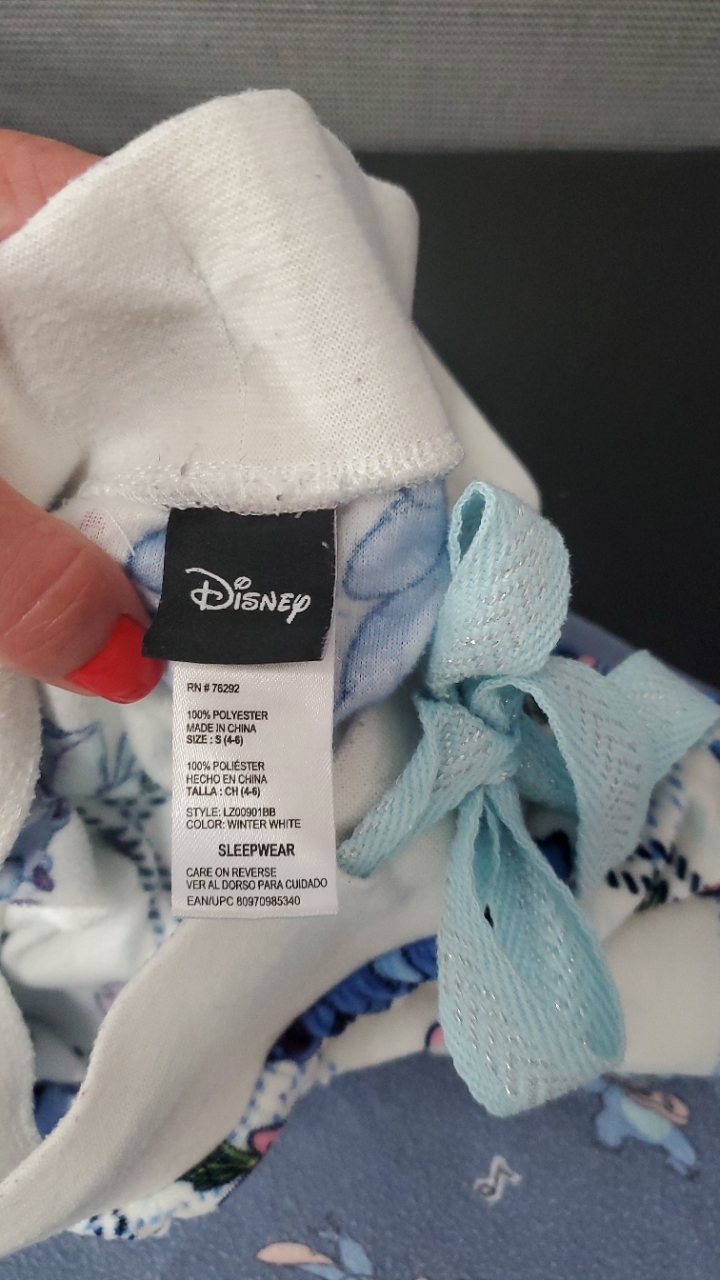 Disney
RN # 76292
100% POLYESTER
MADE IN CHINA
SIZE : S (4-6)
100% POLIÉSTER
HECHO EN CHINA
TALLA : CH (4-6)
STYLE: LZ00901BB
COLOR: WINTER WHITE
SLEEPWEAR
CARE ON REVERSE
VER AL DORSO PARA CUIDADO
EAN/UPC 80970985340